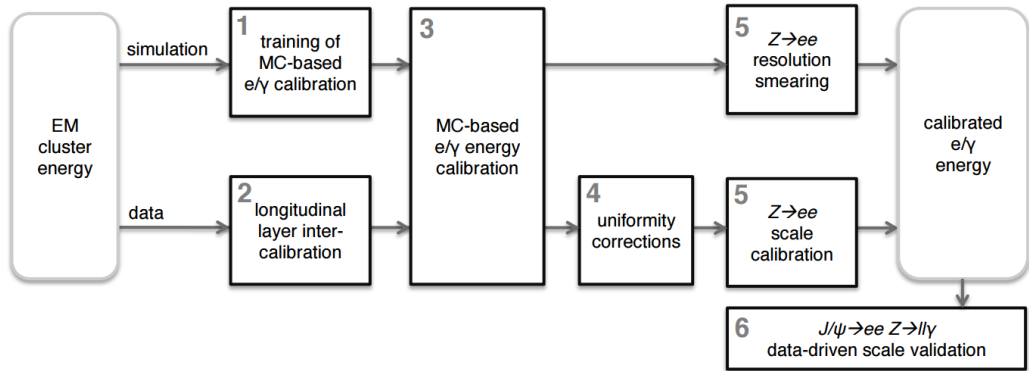 EM
cluster
energy
simulation
data
1
training of
MC-based
e/γ calibration
2
longitudinal
layer inter-
calibration
3
MC-based
e/γ energy
calibration
4
uniformity
corrections
5
Z→ee
resolution
smearing
5
Z→ee
scale
calibration
calibrated
e/γ
energy
6
J/ψ→ee Z→llγ
data-driven scale validation